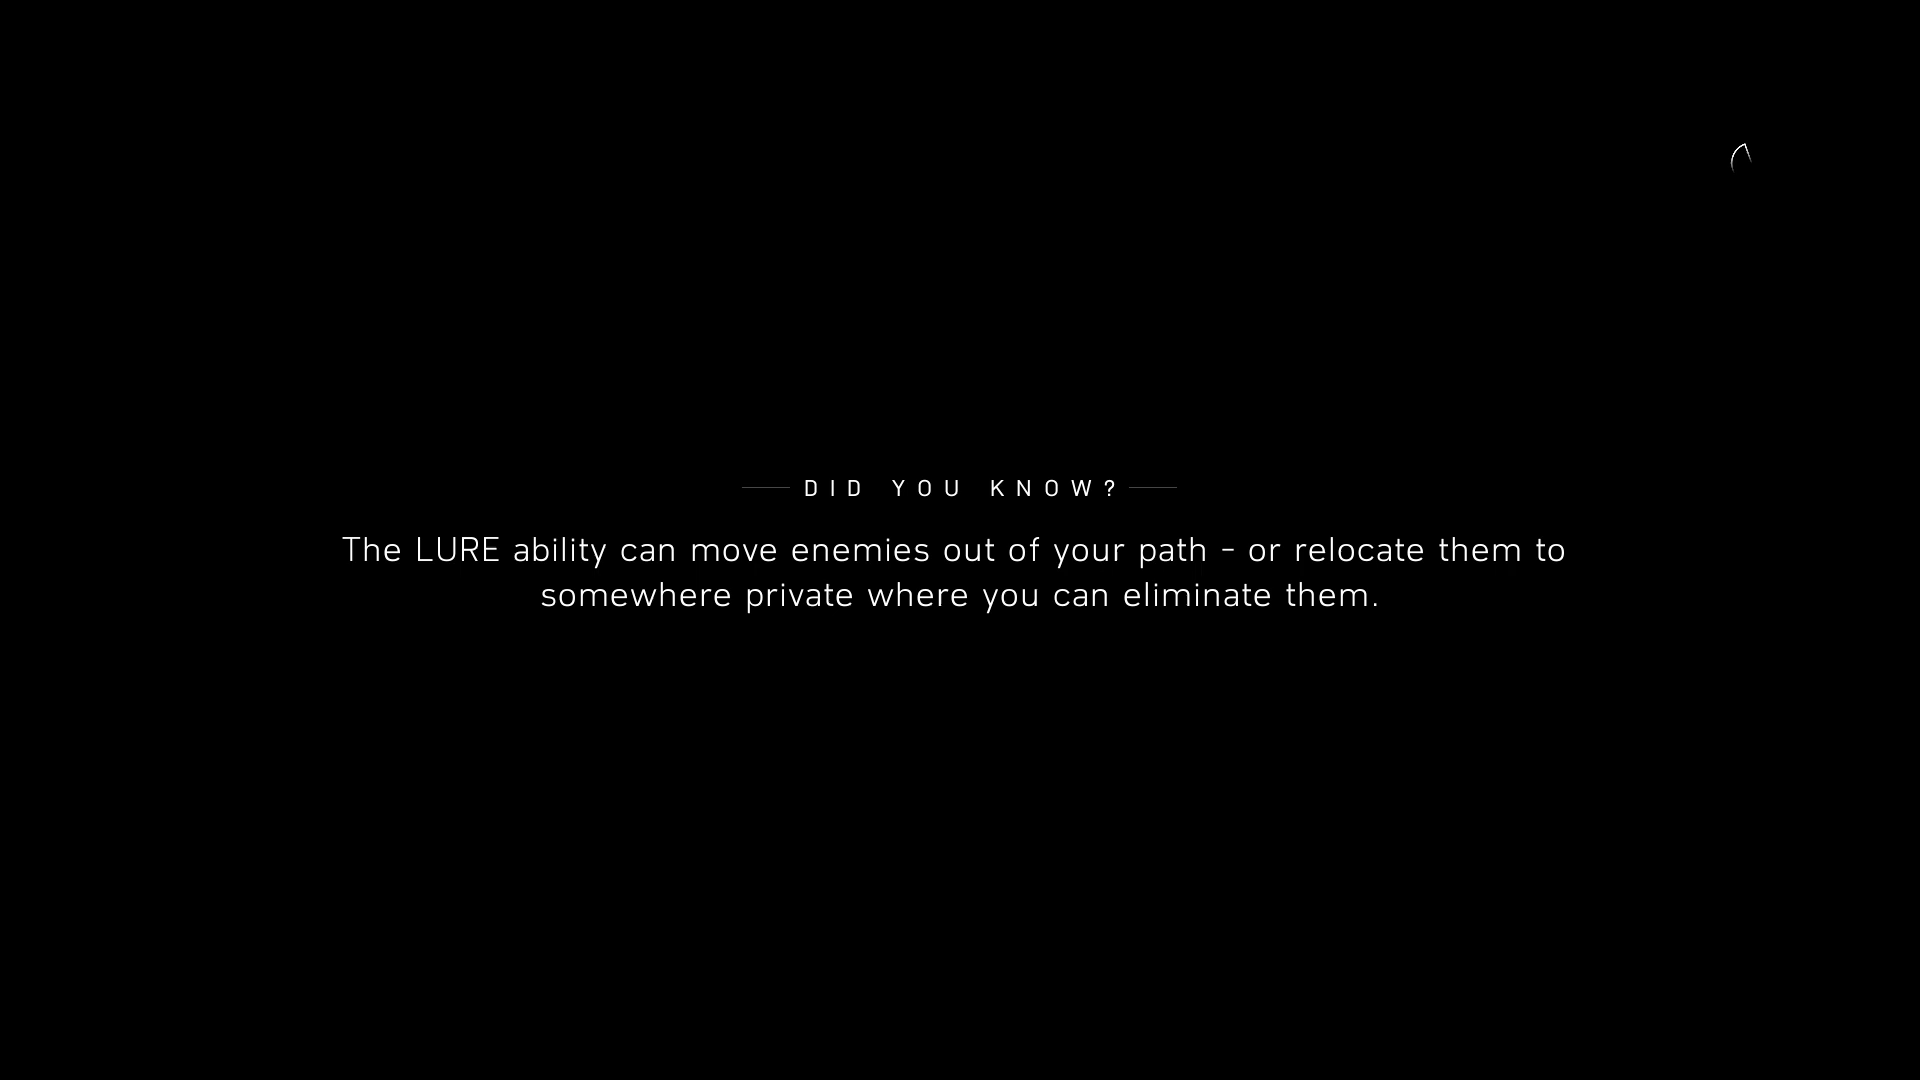 DID YOU KNOW?
The LURE ability can move enemies out of your path - or relocate them to
somewhere private where you can eliminate them.